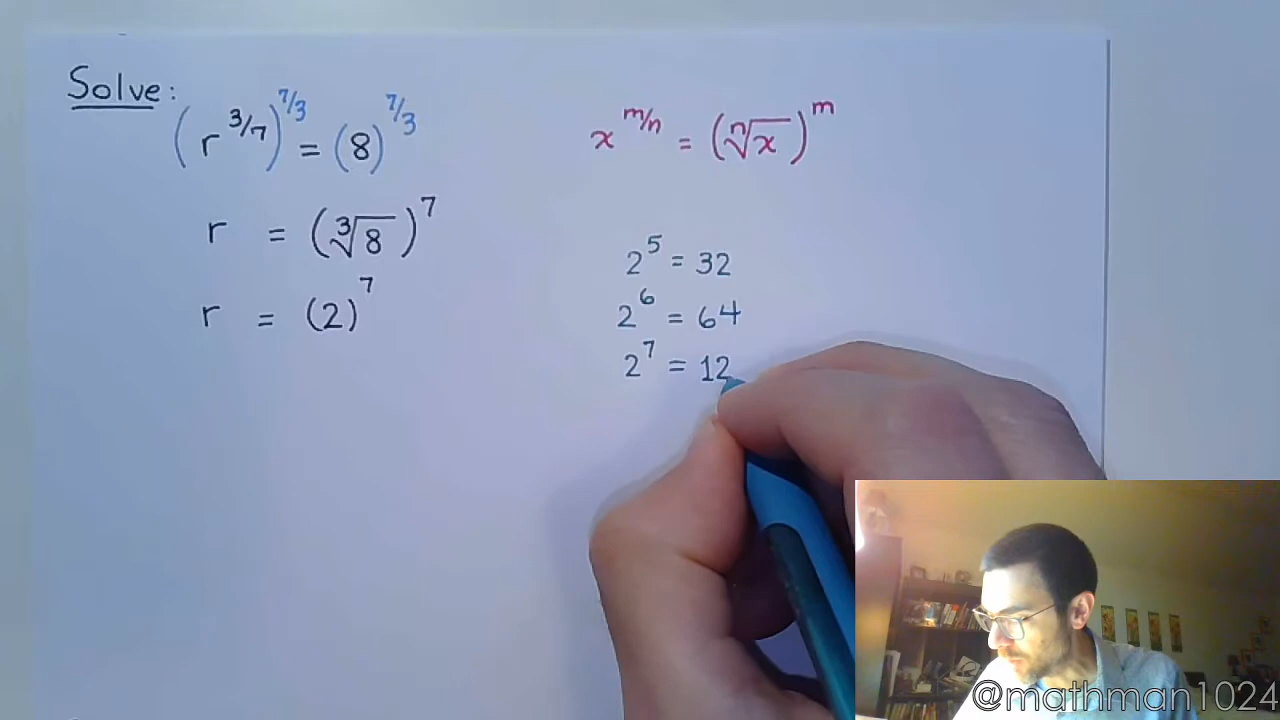 Solve:
(r^{3/7})^{7/3} = (8)^{7/3}
r = (∛8)^7
r = (2)^7
x^{m/n} = (ⁿ√x)^m
2^5 = 32
2^6 = 64
2^7 = 12
@mathman1024